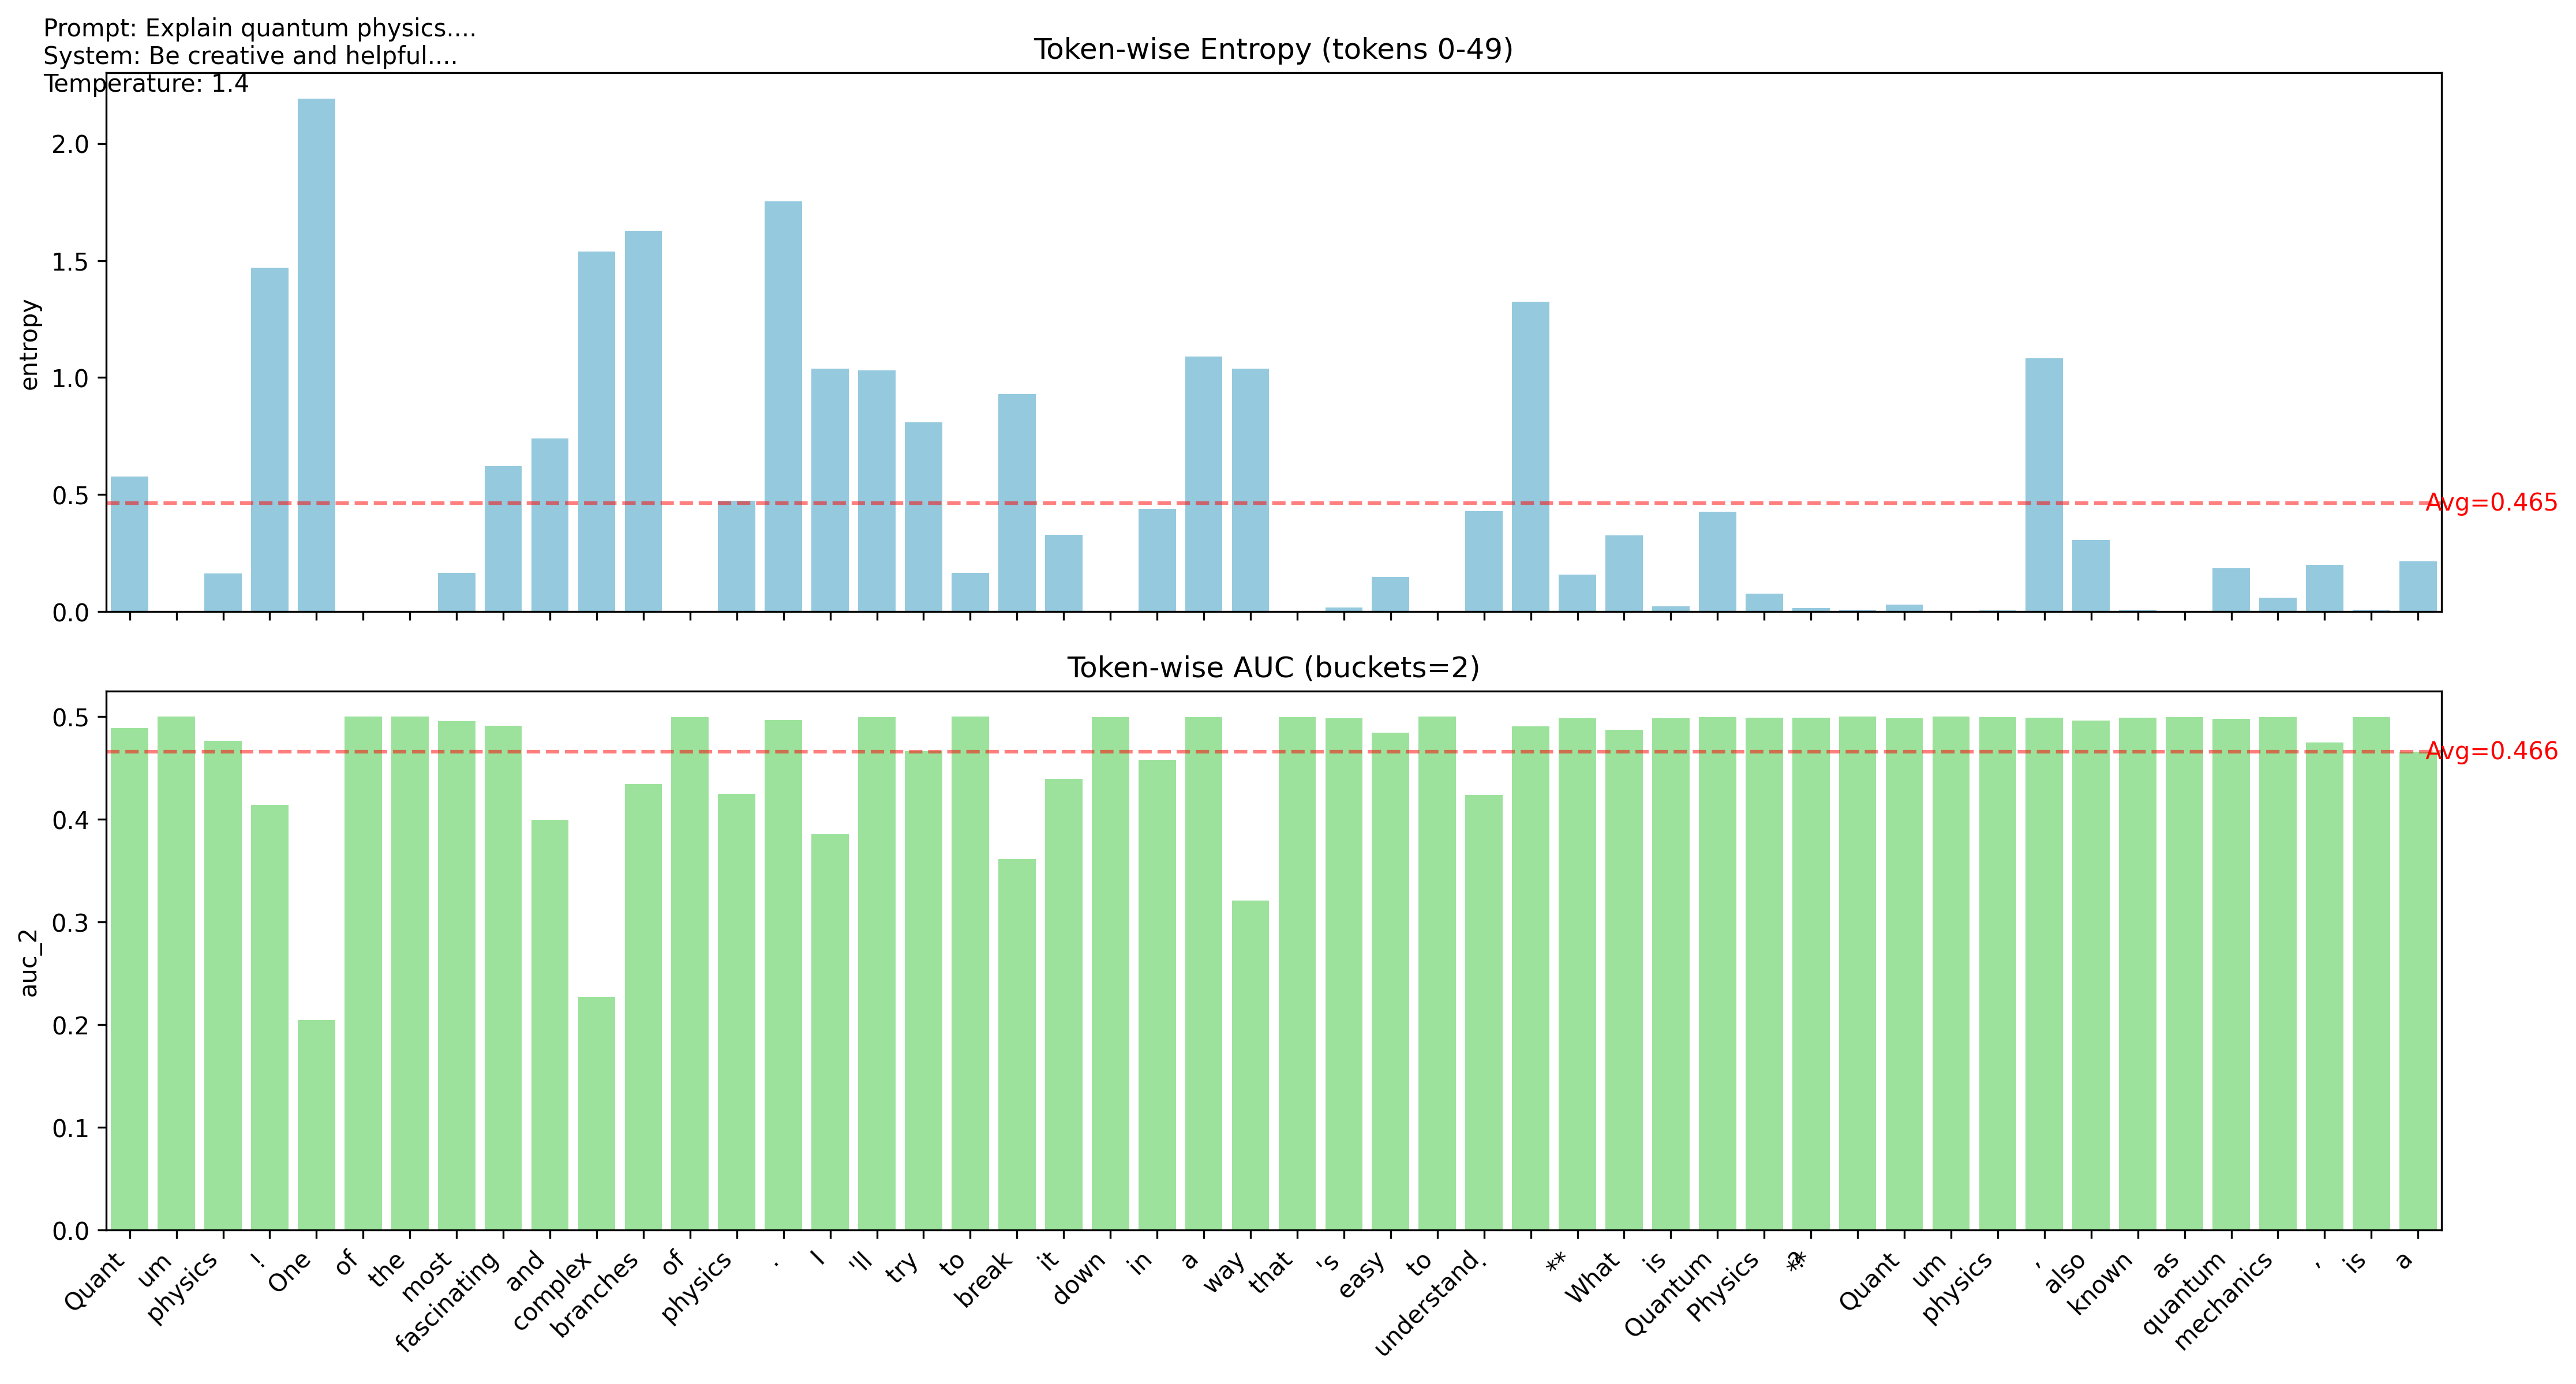 Prompt: Explain quantum physics....
System: Be creative and helpful....
Temperature: 1.4
Token-wise Entropy (tokens 0-49)
entropy
2.0
1.5
1.0
0.5
0.0
Avg=0.465
Token-wise AUC (buckets=2)
auc_2
0.5
0.4
0.3
0.2
0.1
0.0
Avg=0.466
Quant um physics ! One of the most fascinating and complex branches of physics . I 'll try to break it down in a way that 's easy to understand . ** What is Quantum Physics ** Quant um physics , also known as quantum mechanics , is a